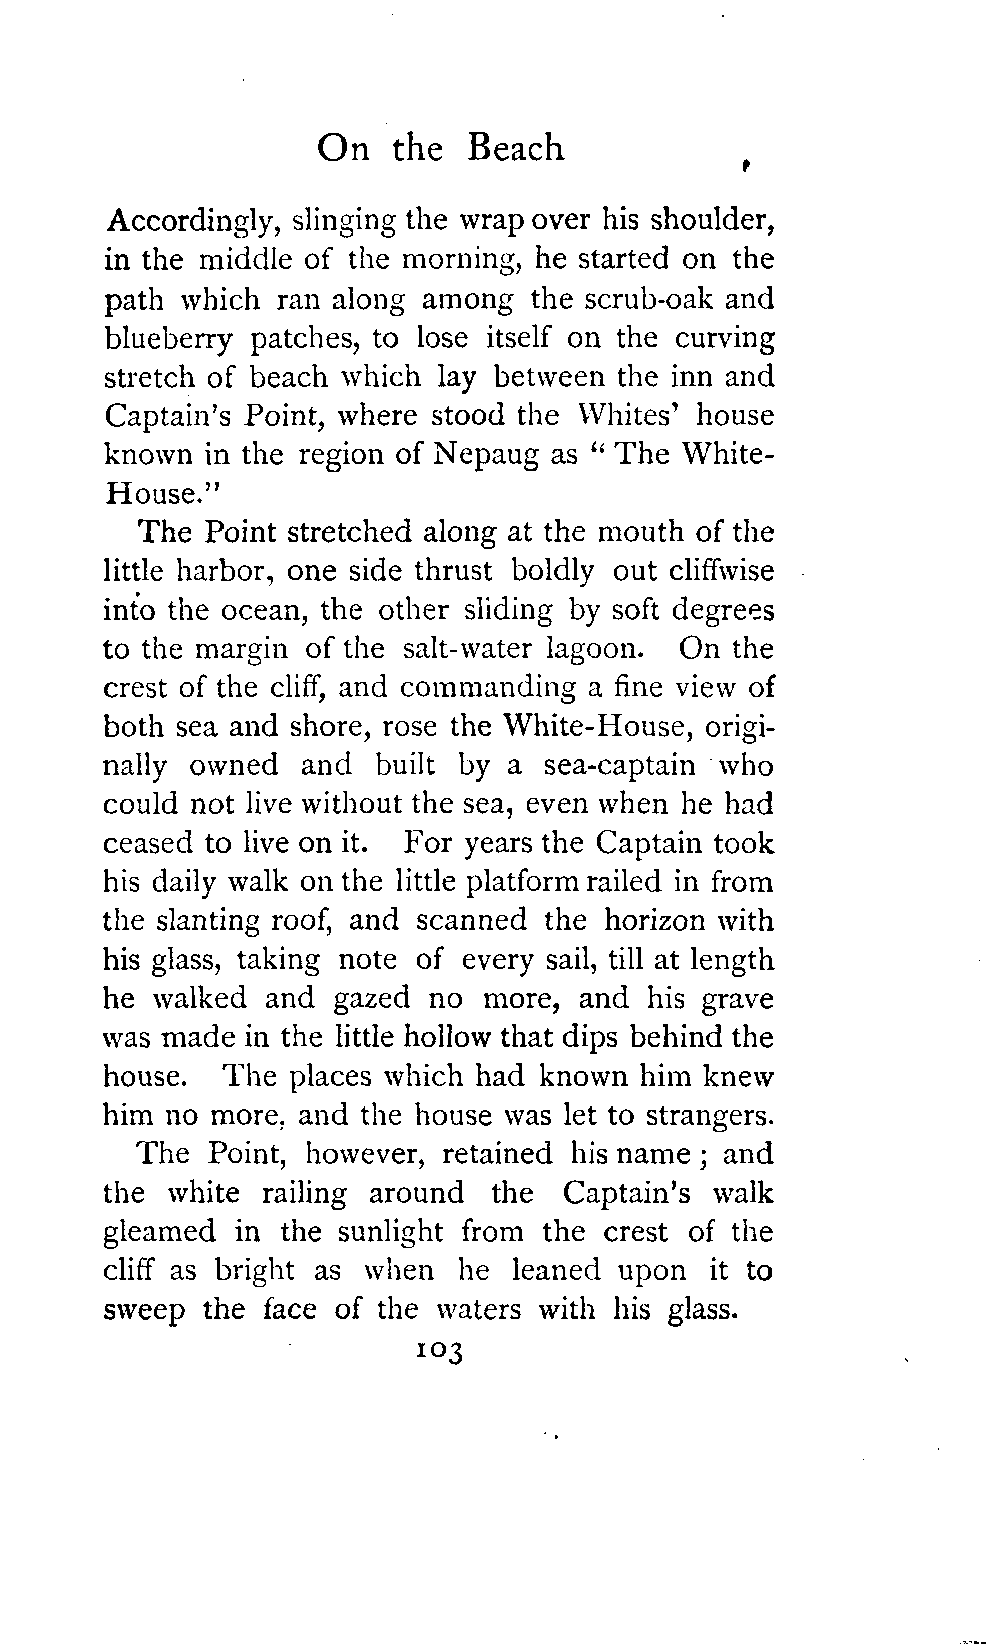 On the Beach
Accordingly, slinging the wrap over his shoulder,
in the middle of the morning, he started on the
path which ran along among the scrub-oak and
blueberry patches, to lose itself on the curving
stretch of beach which lay between the inn and
Captain's Point, where stood the Whites' house
known in the region of Nepaug as “ The White-
House."
The Point stretched along at the mouth of the
little harbor, one side thrust boldly out cliffwise
into the ocean, the other sliding by soft degrees
to the margin of the salt-water lagoon. On the
crest of the cliff, and commanding a fine view of
both sea and shore, rose the White-House, origi-
nally owned and built by a sea-captain who
could not live without the sea, even when he had
ceased to live on it. For years the Captain took
his daily walk on the little platform railed in from
the slanting roof, and scanned the horizon with
his glass, taking note of every sail, till at length
he walked and gazed no more, and his grave
was made in the little hollow that dips behind the
house. The places which had known him knew
him no more, and the house was let to strangers.
The Point, however, retained his name ; and
the white railing around the Captain's walk
gleamed in the sunlight from the crest of the
cliff as bright as when he leaned upon it to
sweep the face of the waters with his glass.
103